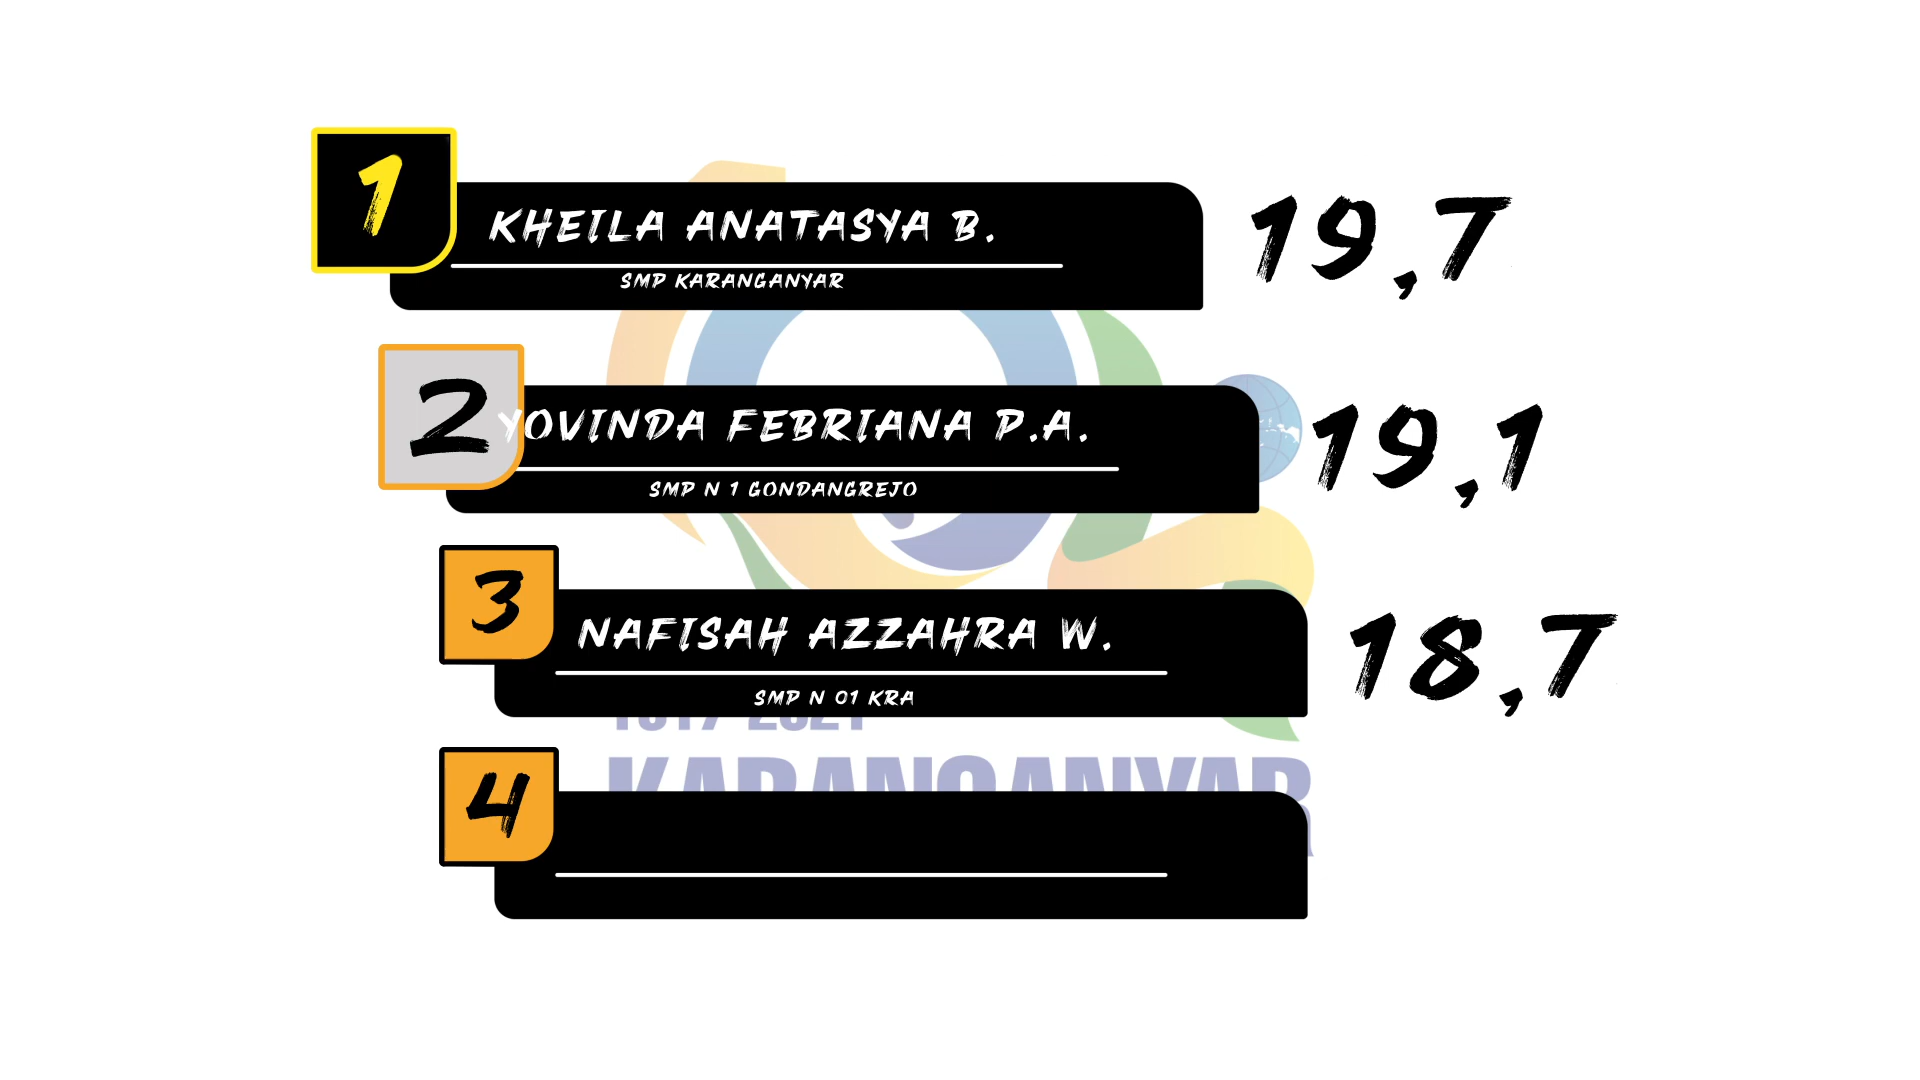 1
KHEILA ANATASYA B.
19,7
SMP KARANGANYAR
2
YOVINDA FEBRIANA P.A.
19,1
SMP N 1 GONDANGREJO
3
NAFISAH AZZAHRA W.
18,7
SMP N 01 KRA
KARANGANYAR
4